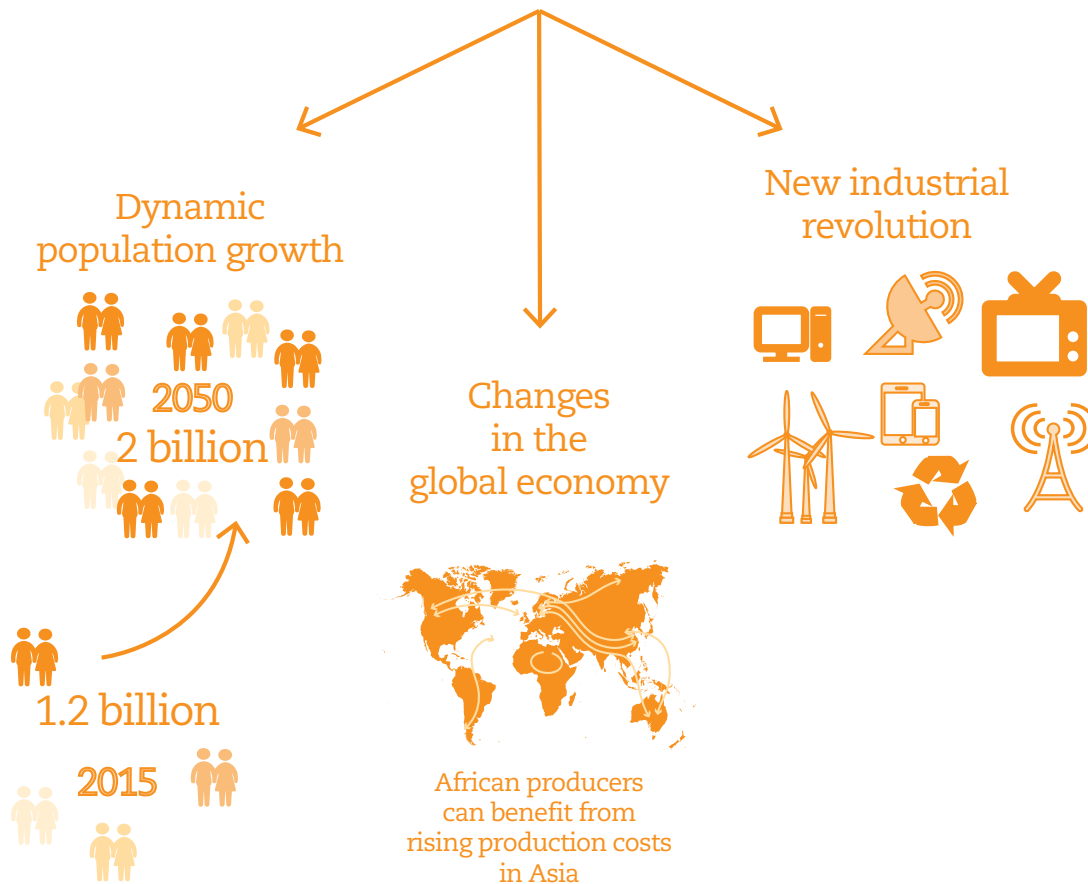 Dynamic
population growth
2050
2 billion
1.2 billion
2015
Changes
in the
global economy
African producers
can benefit from
rising production costs
in Asia
New industrial
revolution